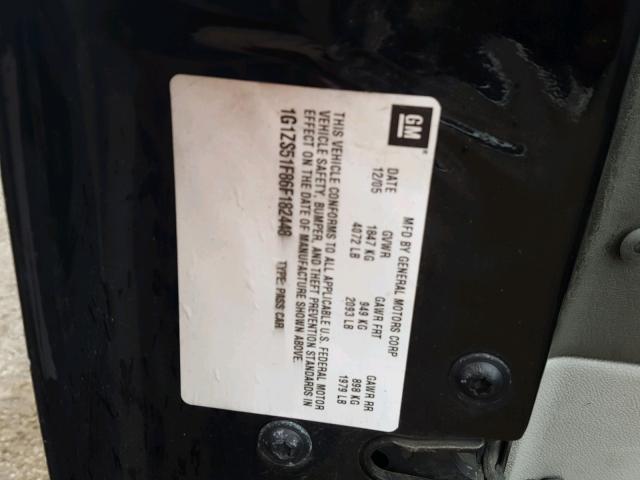 GM
MFD BY GENERAL MOTORS CORP
DATE GVWR GAWR FRT GAWR RR
12/05 1847 KG 949 KG 898 KG
4072 LB 2093 LB 1979 LB
THIS VEHICLE CONFORMS TO ALL APPLICABLE U.S. FEDERAL MOTOR
VEHICLE SAFETY, BUMPER, AND THEFT PREVENTION STANDARDS IN
EFFECT ON THE DATE OF MANUFACTURE SHOWN ABOVE.
1G1ZS51F86F182448 TYPE: PASS CAR